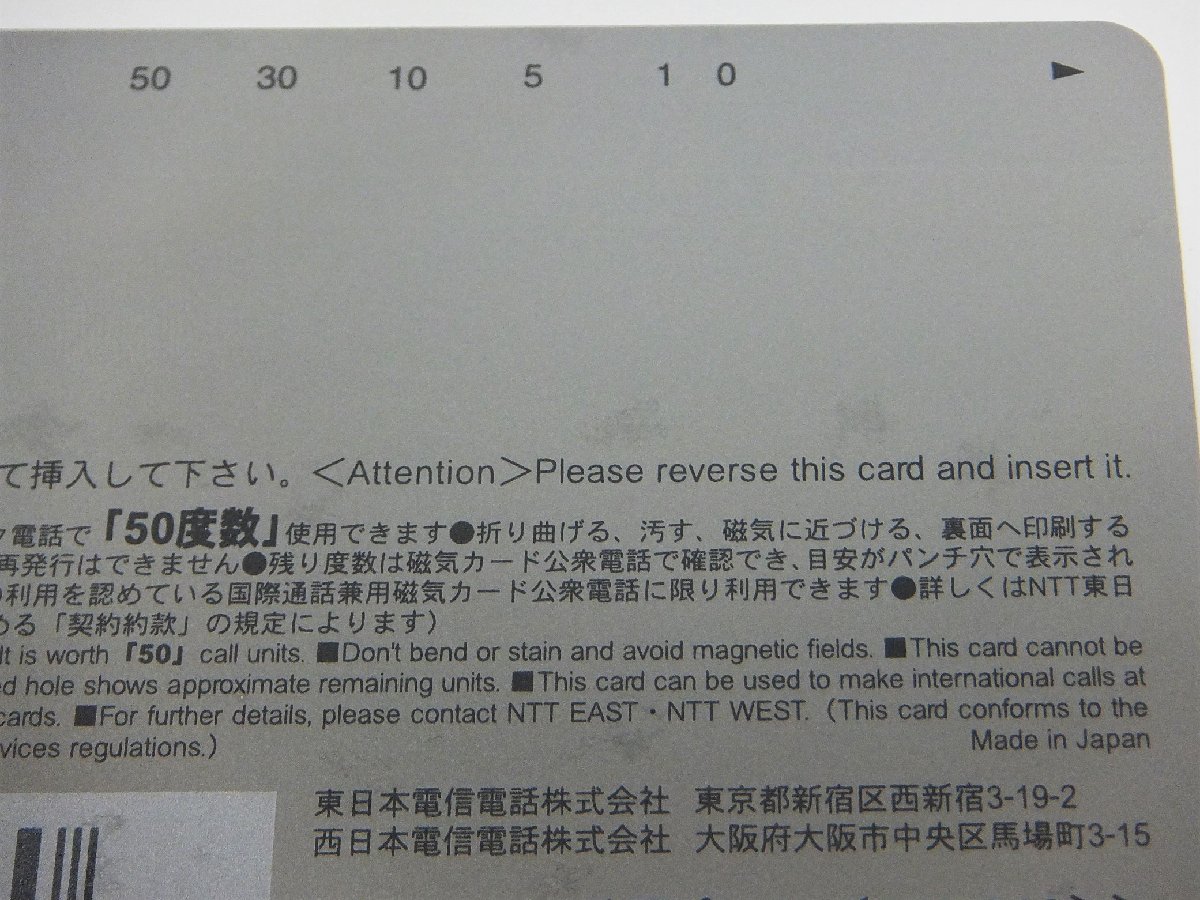 50 30 10 5 1 0 ▶
て挿入して下さい。＜Attention＞Please reverse this card and insert it.
電話で「50度数」使用できます●折り曲げる、汚す、磁気に近づける、裏面へ印刷する
再発行はできません●残り度数は磁気カード公衆電話で確認でき、目安がパンチ穴で表示され
利用を認めている国際通話兼用磁気カード公衆電話に限り利用できます●詳しくはNTT東日
める「契約約款」の規定によります）
It is worth「50」call units. ■Don't bend or stain and avoid magnetic fields. ■This card cannot be
ed hole shows approximate remaining units. ■This card can be used to make international calls at
cards. ■For further details, please contact NTT EAST・NTT WEST.（This card conforms to the
vices regulations.）
Made in Japan
東日本電信電話株式会社 東京都新宿区西新宿3-19-2
西日本電信電話株式会社 大阪府大阪市中央区馬場町3-15